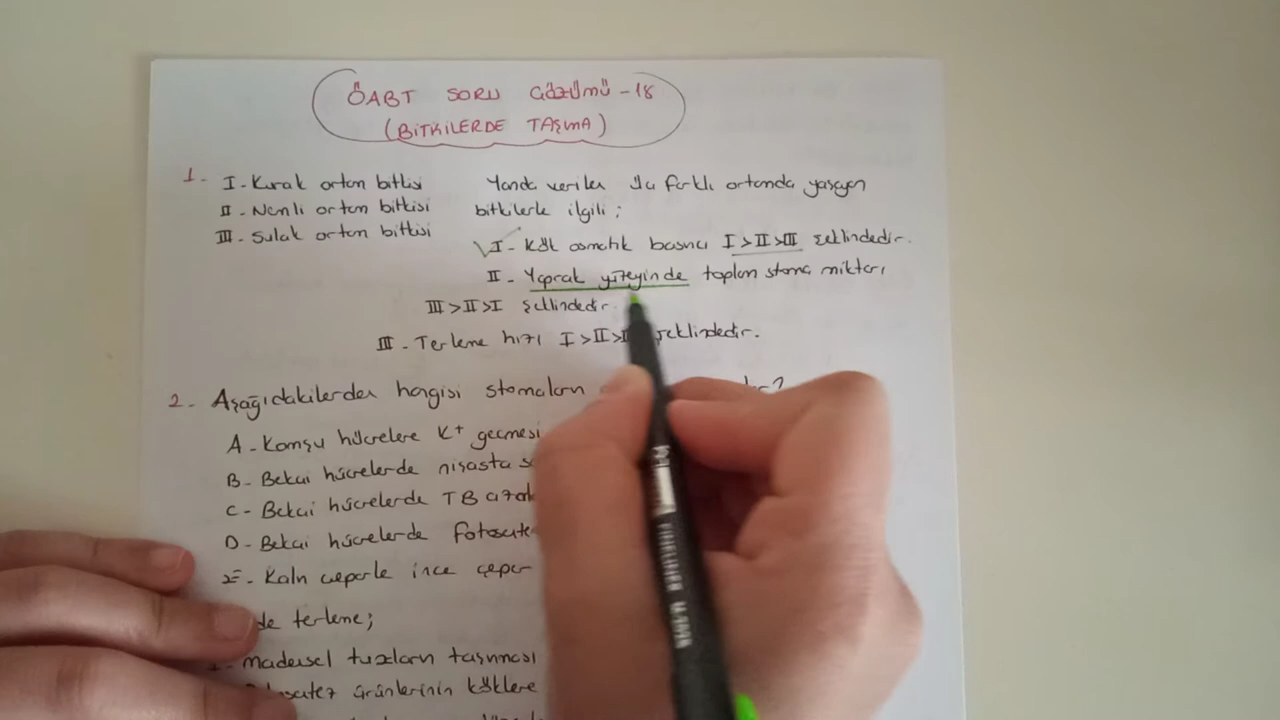 ÖABT SORU ÇÖZÜMÜ-18
(BİTKİLERDE TAŞIMA)
1- I-Kurak ortam bitkisi
II-Nemli ortam bitkisi
III-Sulak ortam bitkisi
Yanda verilen üç farklı ortamda yaşayan
bitkilerle ilgili;
I-Kök osmotik basıncı I>II>III şeklindedir.
II-Yaprak yüzeyinde toplam stoma miktarı
III>II>I şeklindedir.
III-Terleme hızı I>II> şeklindedir.
2- Aşağıdakilerden hangisi stomaların
A-Komşu hücrelere K+ geçmesi
B-Bekçi hücrelerde nişasta
C-Bekçi hücrelerde TB
D-Bekçi hücrelerde
E-Kalın çeperle ince çeper
de terleme;
madensel tuzların taşınması
ürünlerinin köklere